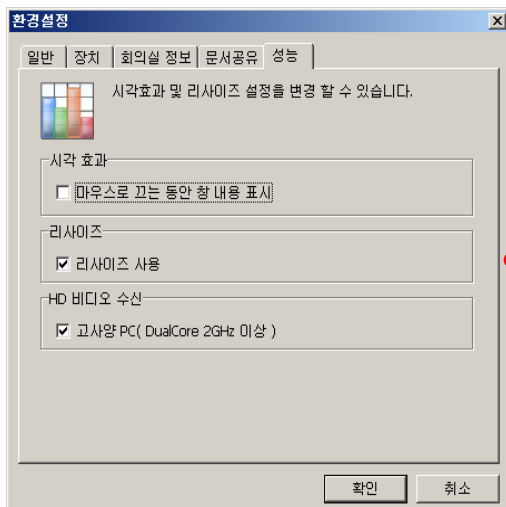 환경설정
일반 장치 회의실 정보 문서공유 성능
시각효과 및 리사이즈 설정을 변경 할 수 있습니다.
시각 효과
마우스로 끄는 동안 창 내용 표시
리사이즈
리사이즈 사용
HD 비디오 수신
고사양 PC( DualCore 2GHz 이상 )
확인 취소